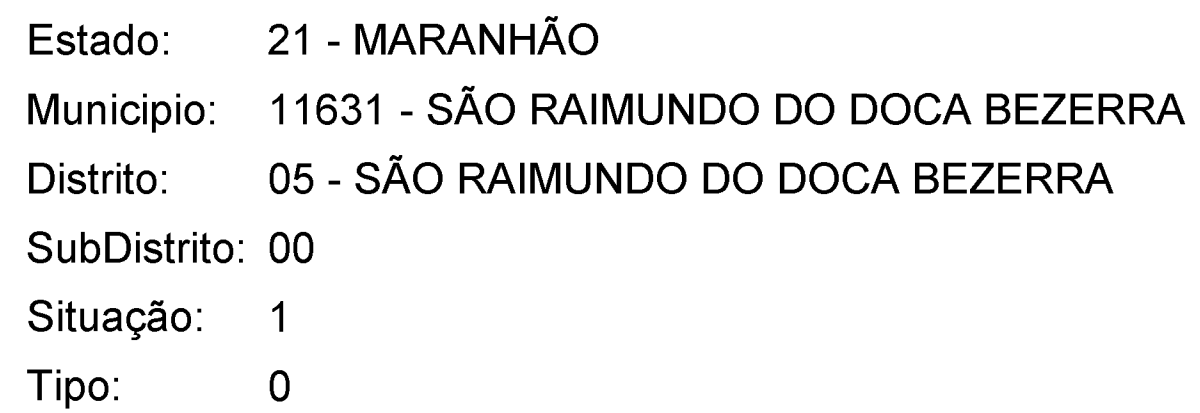 Estado: 21 - MARANHÃO
Municipio: 11631 - SÃO RAIMUNDO DO DOCA BEZERRA
Distrito: 05 - SÃO RAIMUNDO DO DOCA BEZERRA
SubDistrito: 00
Situação: 1
Tipo: 0